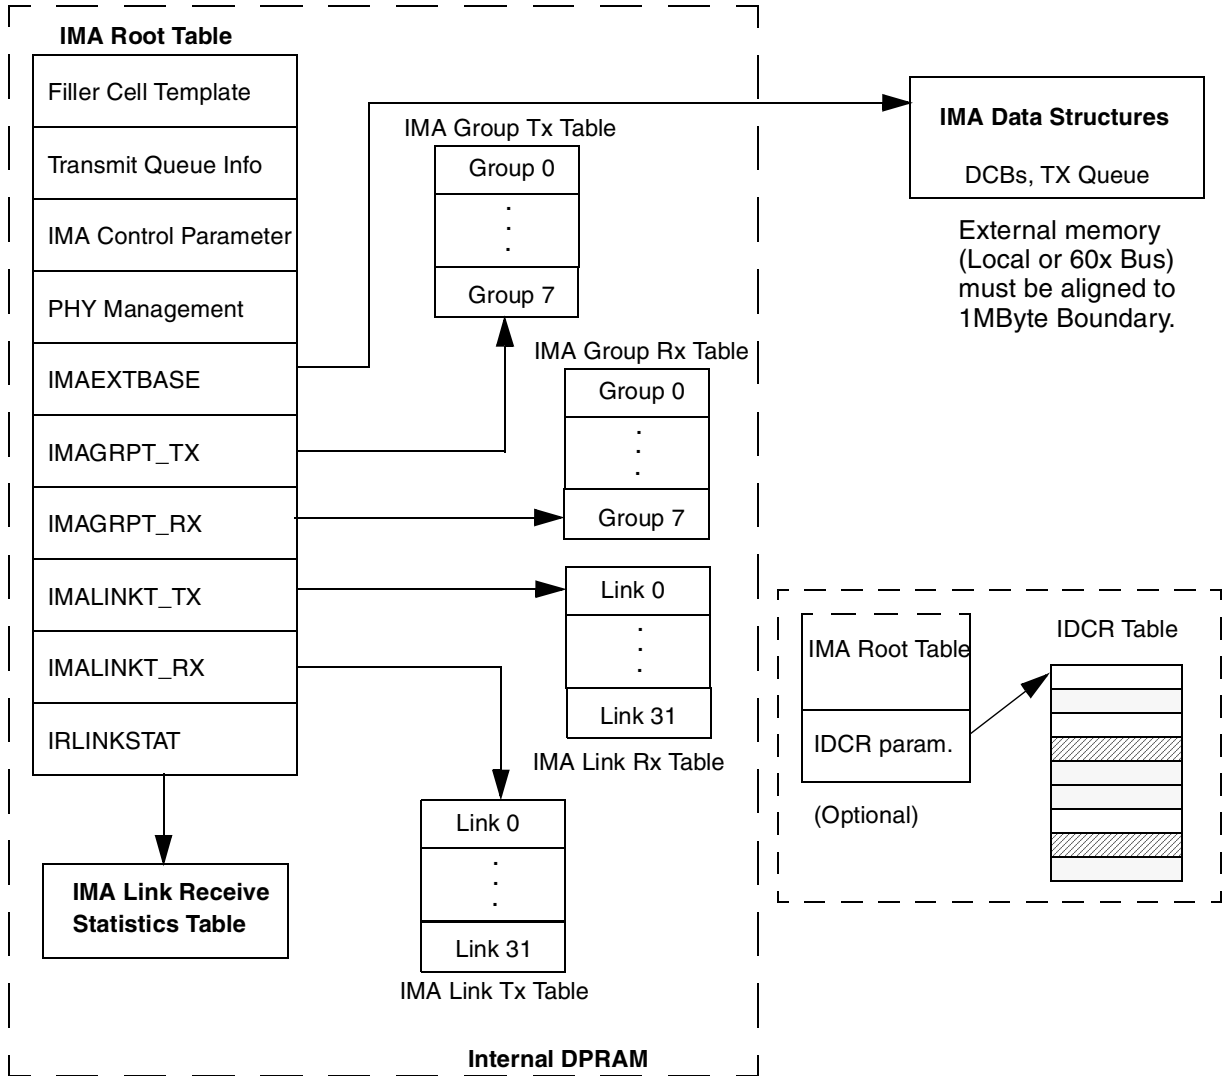 IMA Root Table
Filler Cell Template
Transmit Queue Info
IMA Control Parameter
PHY Management
IMAEXTBASE
IMAGRPT_TX
IMAGRPT_RX
IMALINKT_TX
IMALINKT_RX
IRLINKSTAT
IMA Link Receive
Statistics Table
IMA Group Tx Table
Group 0
.
.
.
Group 7
IMA Group Rx Table
Group 0
.
.
.
Group 7
Link 0
.
.
.
Link 31
IMA Link Rx Table
Link 0
.
.
.
Link 31
IMA Link Tx Table
Internal DPRAM
IMA Data Structures
DCBs, TX Queue
External memory
(Local or 60x Bus)
must be aligned to
1MByte Boundary.
IMA Root Table
IDCR param.
(Optional)
IDCR Table